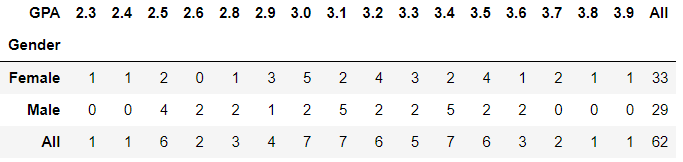 GPA 2.3 2.4 2.5 2.6 2.8 2.9 3.0 3.1 3.2 3.3 3.4 3.5 3.6 3.7 3.8 3.9 All
Gender
Female 1 1 2 0 1 3 5 2 4 3 2 4 1 2 1 1 33
Male 0 0 4 2 2 1 2 5 2 2 5 2 2 0 0 0 29
All 1 1 6 2 3 4 7 7 6 5 7 6 3 2 1 1 62